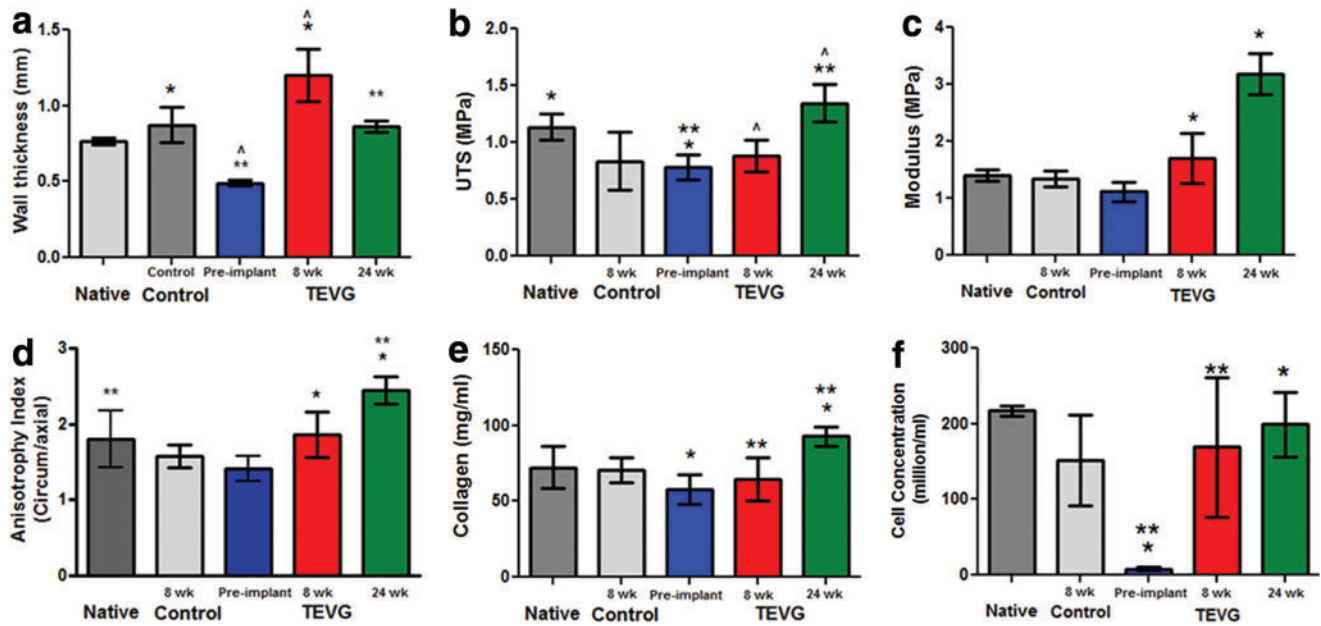 a
Wall thickness (mm)
1.5
1.0
0.5
0.0
*
^
**
^
*
**
Control
Pre-implant
8 wk
24 wk
Native
Control
TEVG
b
UTS (MPa)
2.0
1.5
1.0
0.5
0.0
*
**
*
^
^
**
8 wk
Pre-implant
8 wk
24 wk
Native
Control
TEVG
c
Modulus (MPa)
4
3
2
1
0
*
*
8 wk
Pre-implant
8 wk
24 wk
Native
Control
TEVG
d
Anisotrophy Index
(Circum/axial)
3
2
1
0
**
*
**
*
8 wk
Pre-implant
8 wk
24 wk
Native
Control
TEVG
e
Collagen (mg/ml)
150
100
50
0
*
**
**
*
8 wk
Pre-implant
8 wk
24 wk
Native
Control
TEVG
f
Cell Concentration
(million/ml)
300
200
100
0
**
*
**
*
8 wk
Pre-implant
8 wk
24 wk
Native
Control
TEVG